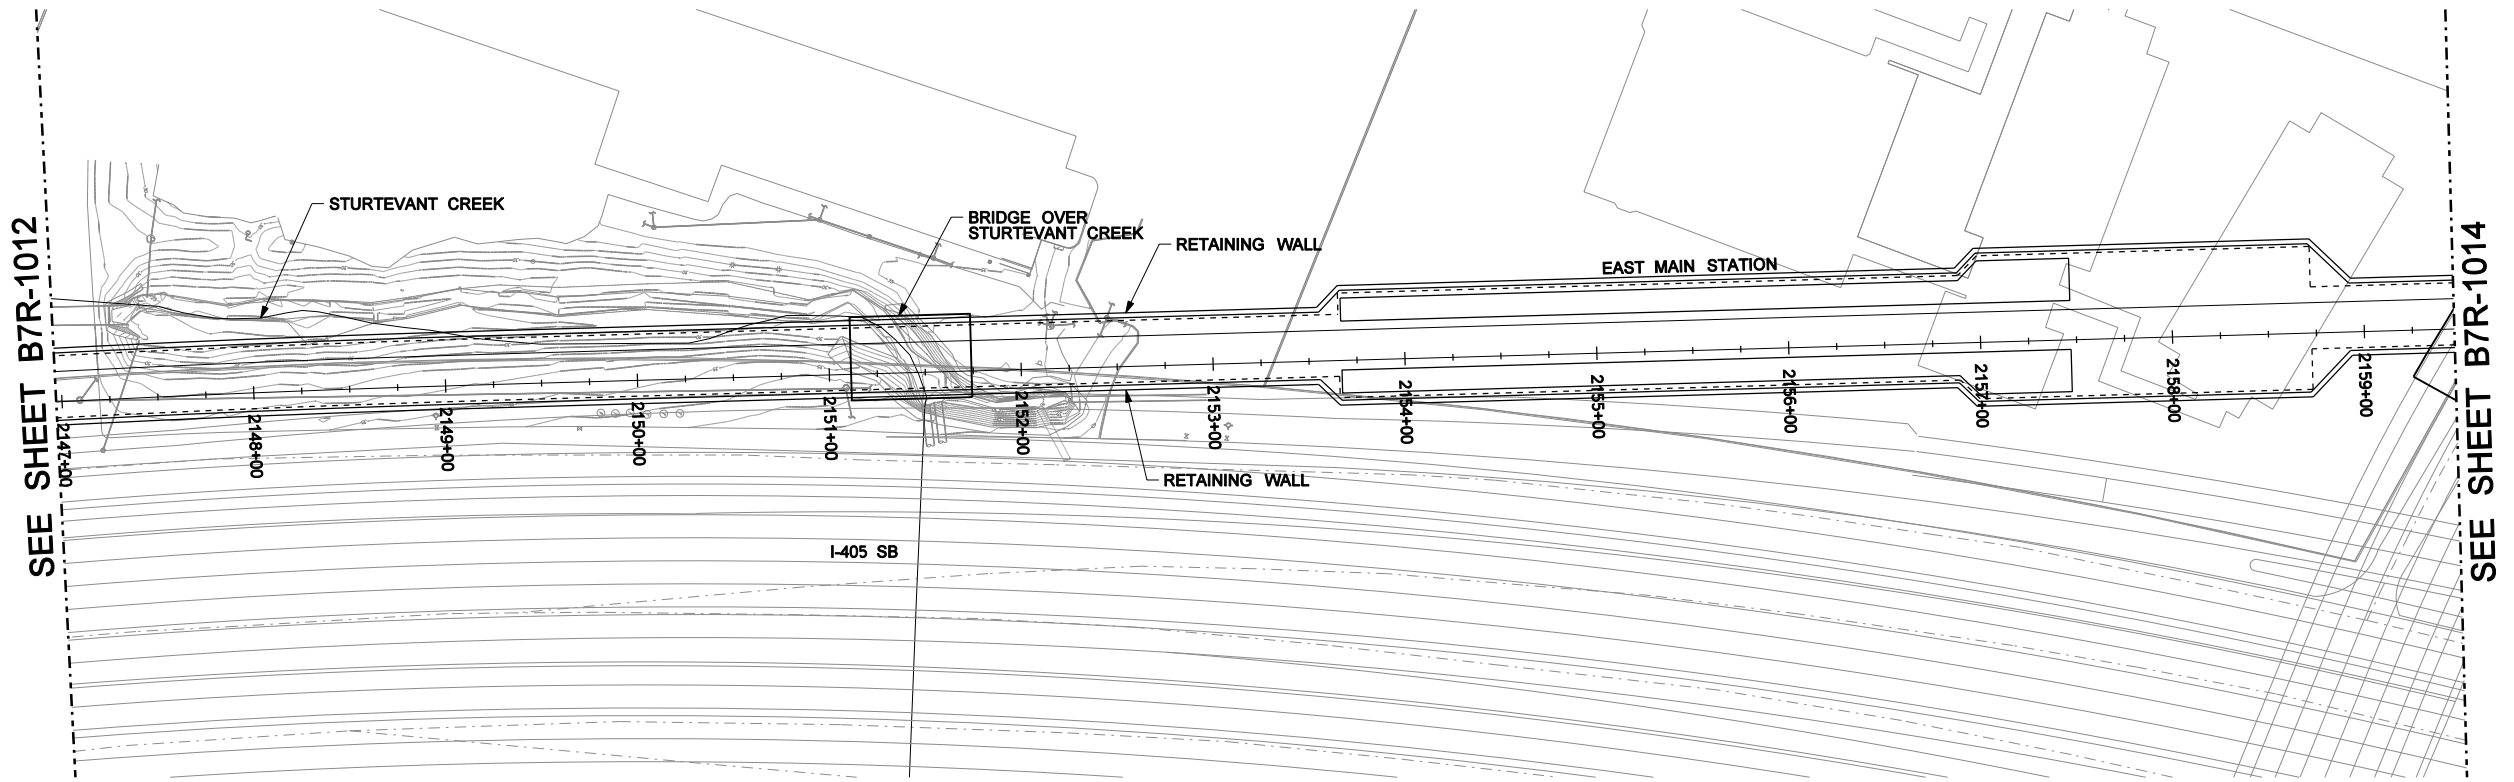 SEE SHEET B7R-1012
STURTEVANT CREEK
BRIDGE OVER
STURTEVANT CREEK
RETAINING WALL
EAST MAIN STATION
SEE SHEET B7R-1014
2147+00
2148+00
2149+00
2150+00
2151+00
2152+00
2153+00
2154+00
2155+00
2156+00
2157+00
2158+00
2159+00
RETAINING WALL
I-405 SB